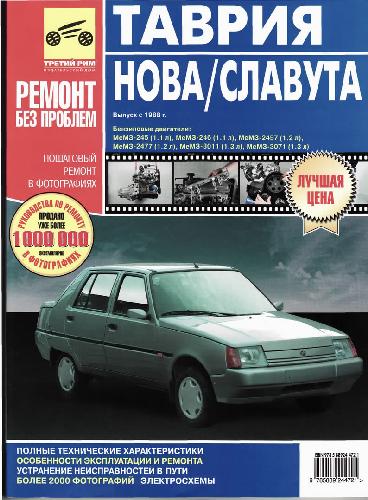 ТАВРИЯ
НОВА/СЛАВУТА
ТРЕТИЙ РИМ
ИЗДАТЕЛЬСКИЙ ДОМ
РЕМОНТ
БЕЗ ПРОБЛЕМ
Выпуск с 1988 г.
Бензиновые двигатели:
МеМЗ-245 (1.1 л), МеМЗ-246 (1.1 л), МеМЗ-2457 (1.2 л),
МеМЗ-2477 (1.2 л), МеМЗ-3011 (1.3 л), МеМЗ-3071 (1.3 л)
ПОШАГОВЫЙ
РЕМОНТ
В ФОТОГРАФИЯХ
ЛУЧШАЯ
ЦЕНА
РУКОВОДСТВА ПО РЕМОНТУ
ПРОДАНО
УЖЕ БОЛЕЕ
1 000 000
ЭКЗЕМПЛЯРОВ
В ФОТОГРАФИЯХ
ПОЛНЫЕ ТЕХНИЧЕСКИЕ ХАРАКТЕРИСТИКИ
ОСОБЕННОСТИ ЭКСПЛУАТАЦИИ И РЕМОНТА
УСТРАНЕНИЕ НЕИСПРАВНОСТЕЙ В ПУТИ
БОЛЕЕ 2000 ФОТОГРАФИЙ ЭЛЕКТРОСХЕМЫ